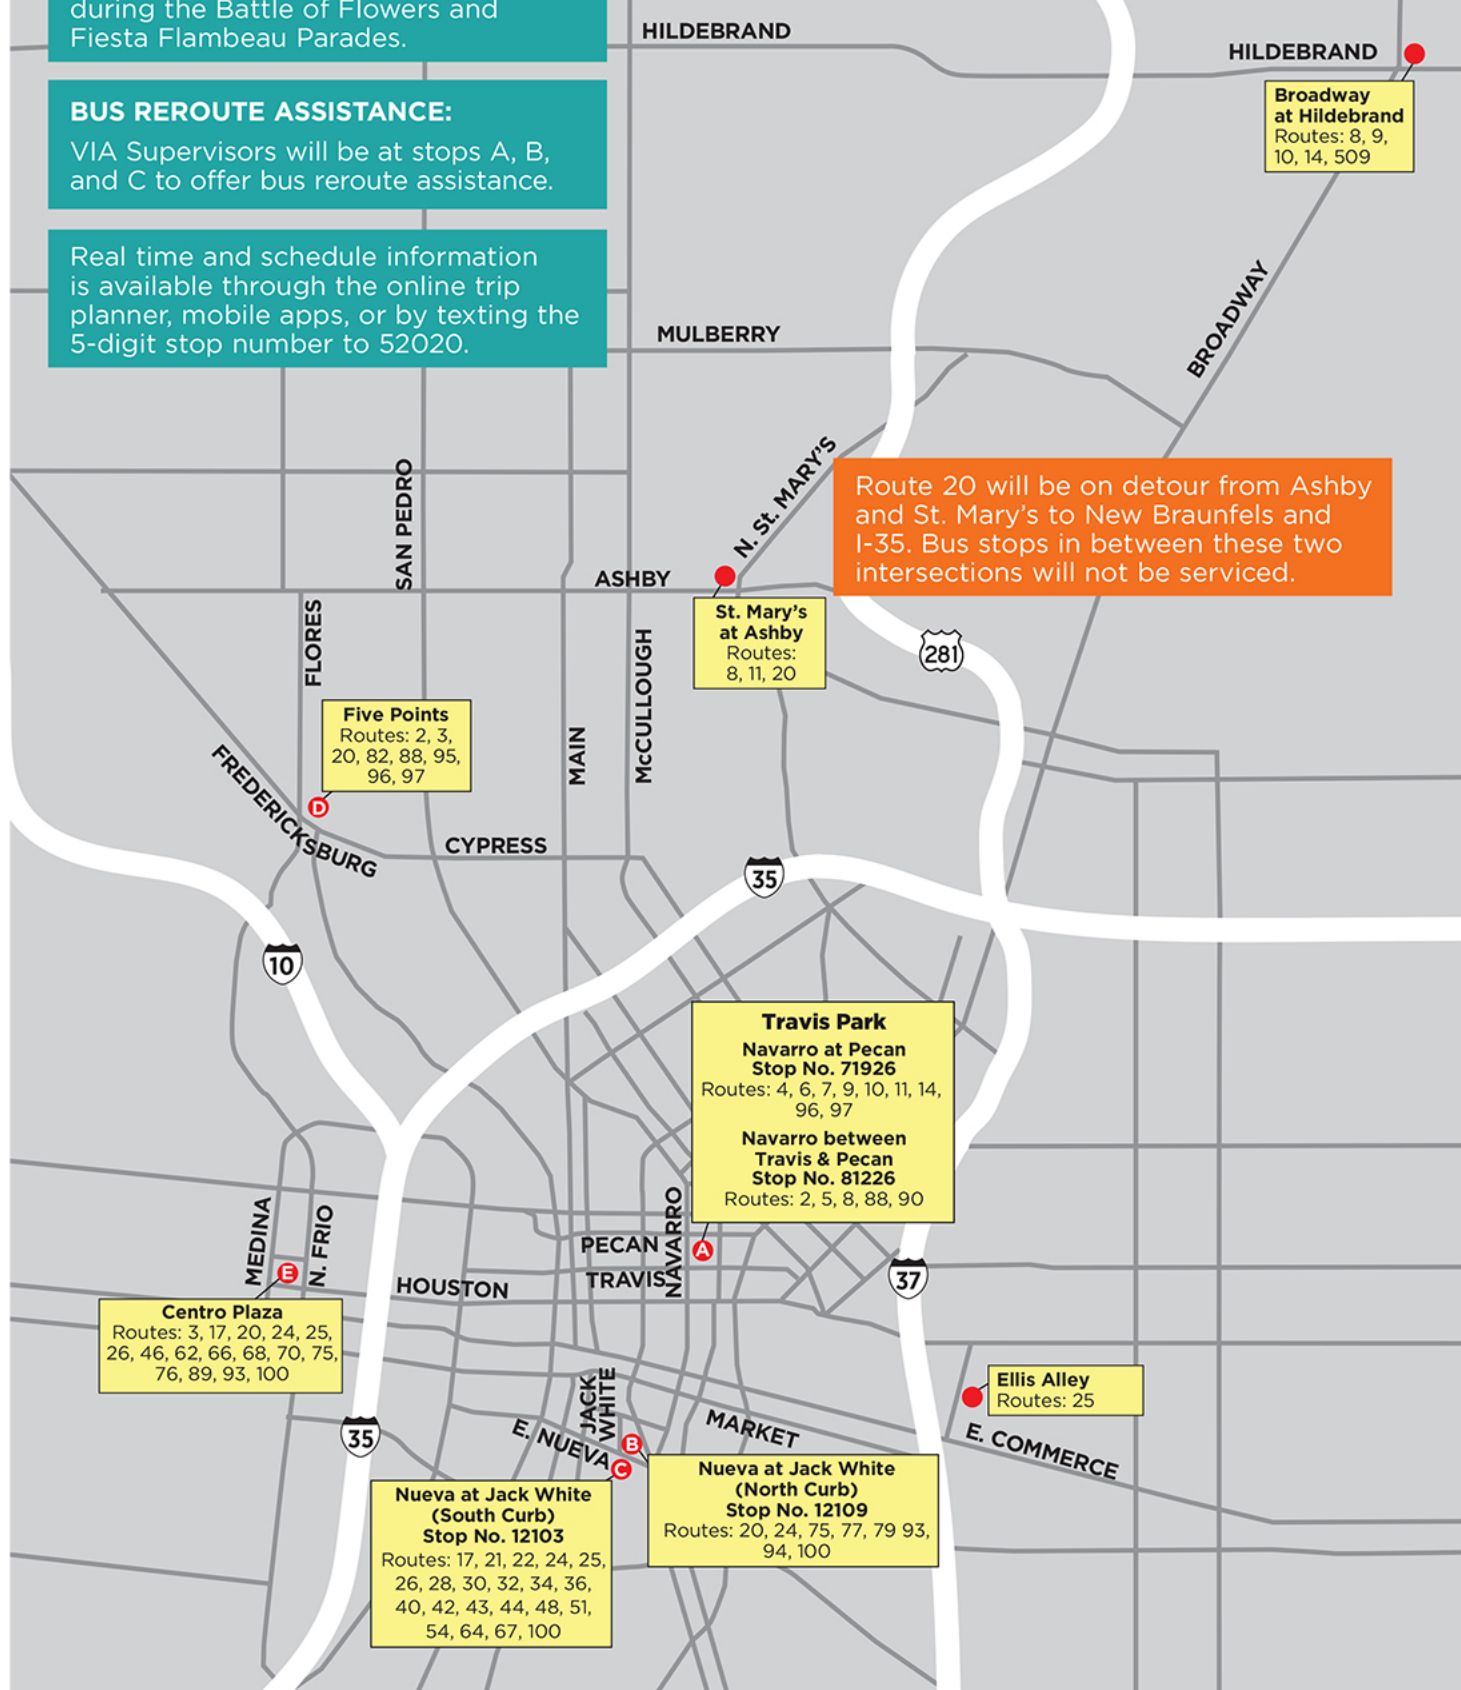 during the Battle of Flowers and
Fiesta Flambeau Parades.
BUS REROUTE ASSISTANCE:
VIA Supervisors will be at stops A, B,
and C to offer bus reroute assistance.
Real time and schedule information
is available through the online trip
planner, mobile apps, or by texting the
5-digit stop number to 52020.
HILDEBRAND
HILDEBRAND
Broadway
at Hildebrand
Routes: 8, 9,
10, 14, 509
BROADWAY
MULBERRY
N. St. MARY'S
Route 20 will be on detour from Ashby
and St. Mary's to New Braunfels and
I-35. Bus stops in between these two
intersections will not be serviced.
SAN PEDRO
ASHBY
St. Mary's
at Ashby
Routes:
8, 11, 20
281
FLORES
McCULLOUGH
MAIN
Five Points
Routes: 2, 3,
20, 82, 88, 95,
96, 97
D
FREDERICKSBURG
CYPRESS
35
10
Travis Park
Navarro at Pecan
Stop No. 71926
Routes: 4, 6, 7, 9, 10, 11, 14,
96, 97
Navarro between
Travis & Pecan
Stop No. 81226
Routes: 2, 5, 8, 88, 90
A
NAVARRO
PECAN
TRAVIS
MEDINA
N. FRIO
E
HOUSTON
37
Centro Plaza
Routes: 3, 17, 20, 24, 25,
26, 46, 62, 66, 68, 70, 75,
76, 89, 93, 100
Ellis Alley
Routes: 25
JACK
WHITE
MARKET
E. COMMERCE
35
E. NUEVA
B
C
Nueva at Jack White
(North Curb)
Stop No. 12109
Routes: 20, 24, 75, 77, 79 93,
94, 100
Nueva at Jack White
(South Curb)
Stop No. 12103
Routes: 17, 21, 22, 24, 25,
26, 28, 30, 32, 34, 36,
40, 42, 43, 44, 48, 51,
54, 64, 67, 100